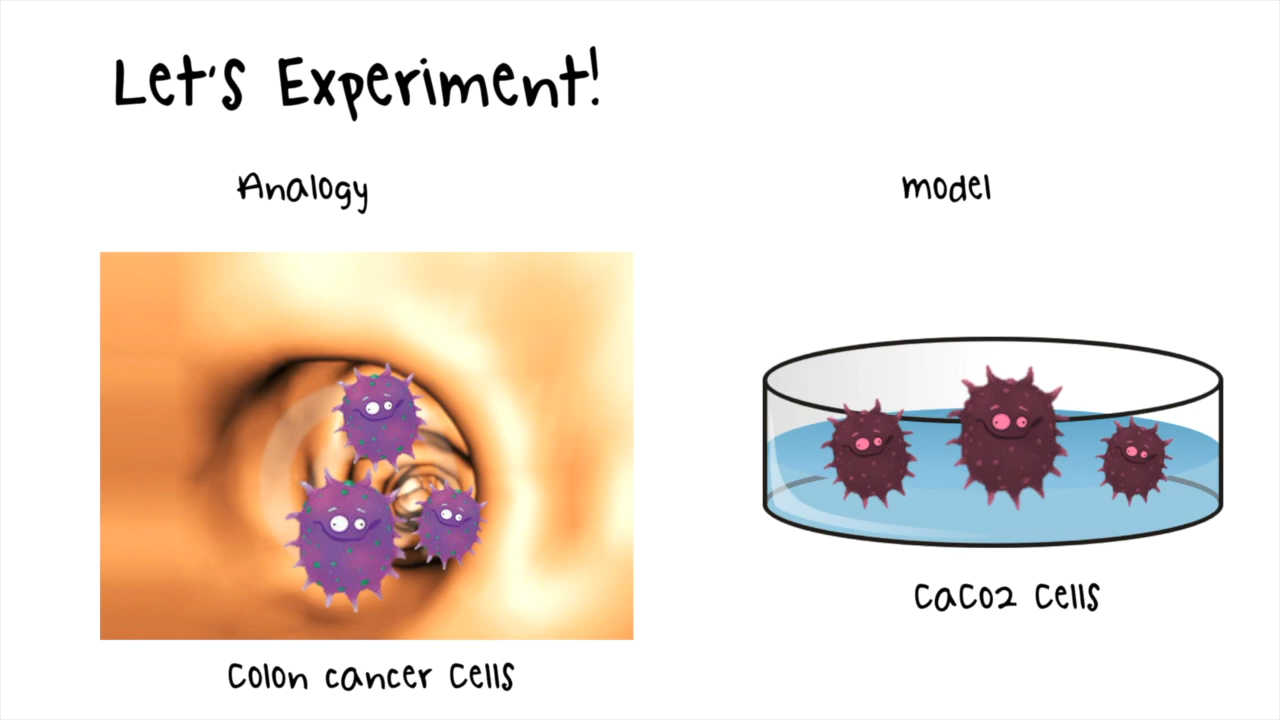 Let's Experiment!
Analogy
model
CaCo2 Cells
Colon cancer Cells